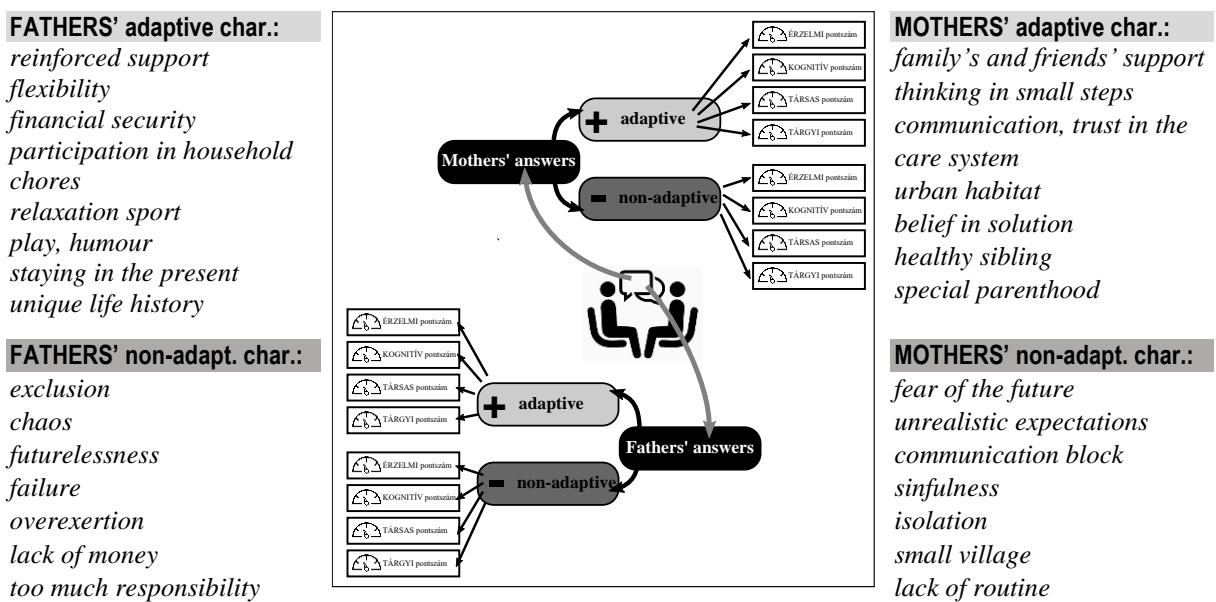 FATHERS’ adaptive char.:
reinforced support
flexibility
financial security
participation in household
chores
relaxation sport
play, humour
staying in the present
unique life history
FATHERS’ non-adapt. char.:
exclusion
chaos
futurelessness
failure
overexertion
lack of money
too much responsibility
ÉRZELMI pontszám
KOGNITÍV pontszám
TÁRSAS pontszám
TÁRGYI pontszám
+ adaptive
Mothers' answers
- non-adaptive
ÉRZELMI pontszám
KOGNITÍV pontszám
TÁRSAS pontszám
TÁRGYI pontszám
ÉRZELMI pontszám
KOGNITÍV pontszám
TÁRSAS pontszám
TÁRGYI pontszám
+ adaptive
Fathers' answers
- non-adaptive
ÉRZELMI pontszám
KOGNITÍV pontszám
TÁRSAS pontszám
TÁRGYI pontszám
MOTHERS’ adaptive char.:
family’s and friends’ support
thinking in small steps
communication, trust in the
care system
urban habitat
belief in solution
healthy sibling
special parenthood
MOTHERS’ non-adapt. char.:
fear of the future
unrealistic expectations
communication block
sinfulness
isolation
small village
lack of routine